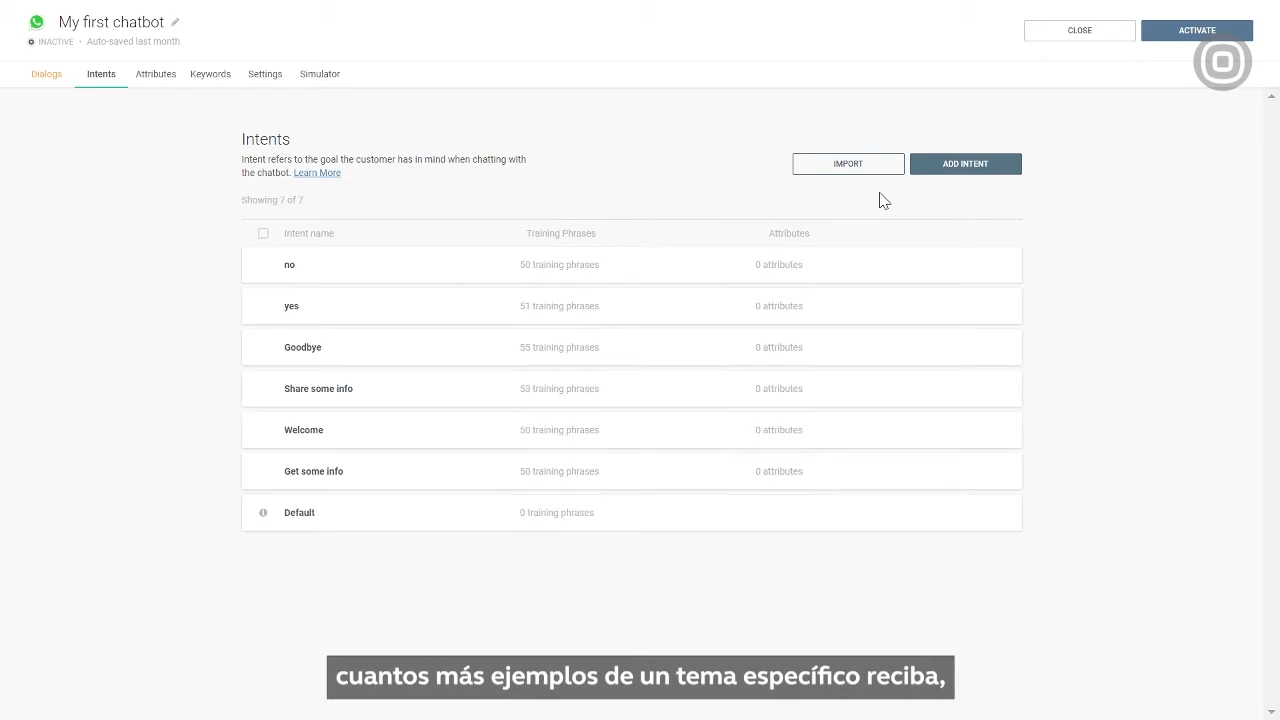 My first chatbot
INACTIVE • Auto-saved last month
CLOSE
ACTIVATE
Dialogs
Intents
Attributes
Keywords
Settings
Simulator
Intents
Intent refers to the goal the customer has in mind when chatting with
the chatbot. Learn More
IMPORT
ADD INTENT
Showing 7 of 7
Intent name
Training Phrases
Attributes
no
50 training phrases
0 attributes
yes
51 training phrases
0 attributes
Goodbye
55 training phrases
0 attributes
Share some info
53 training phrases
0 attributes
Welcome
50 training phrases
0 attributes
Get some info
50 training phrases
0 attributes
Default
0 training phrases
cuantos más ejemplos de un tema específico reciba,